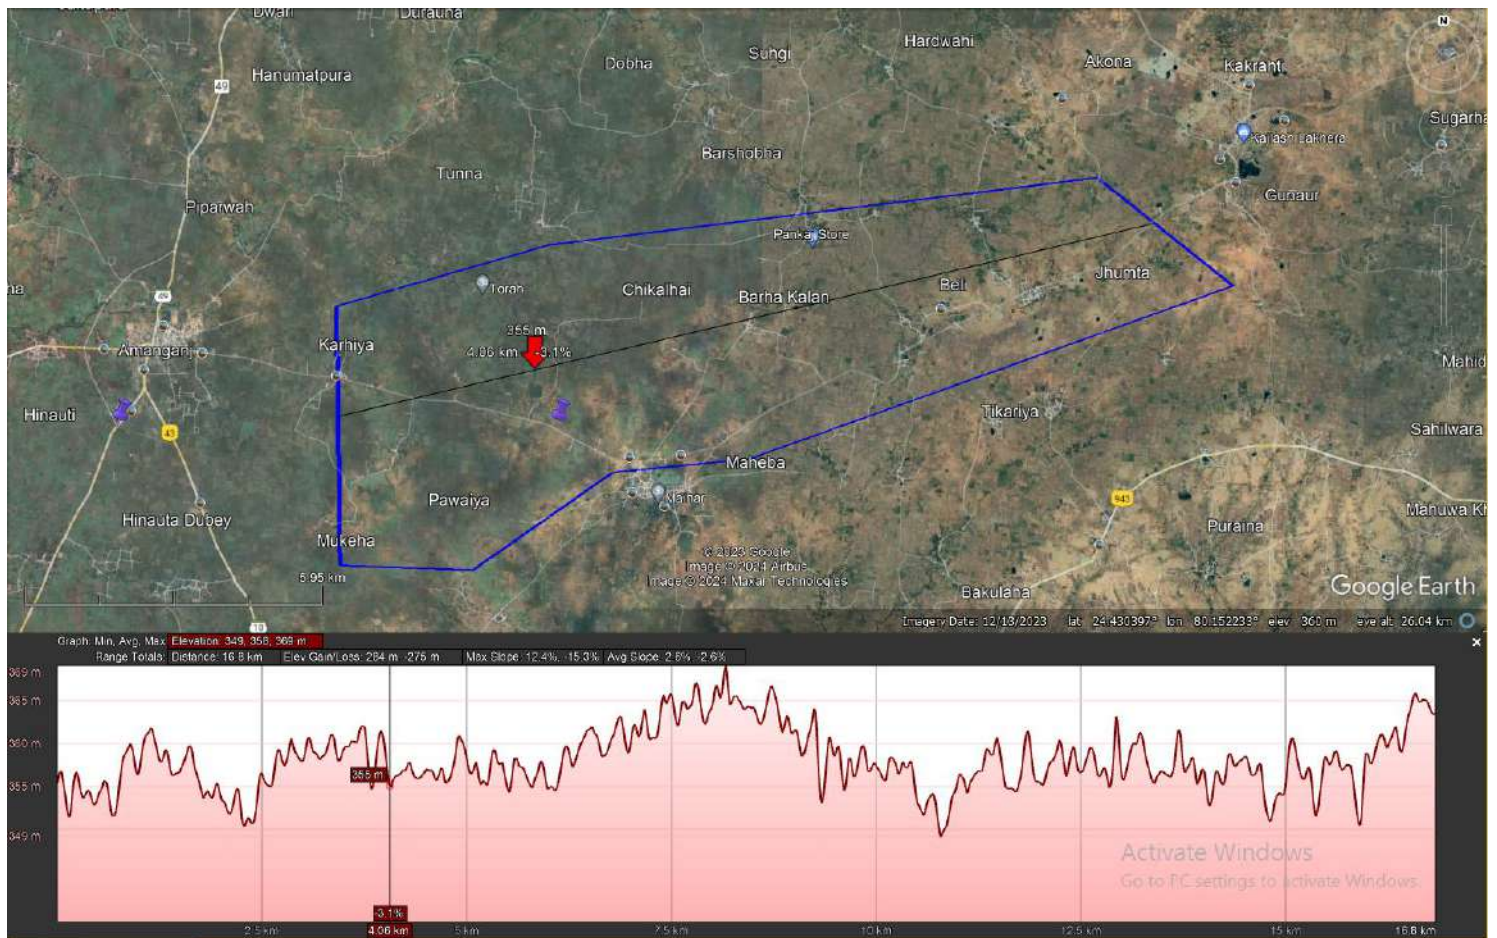 Dwari
Durauna
N
Hardwahi
Suhgi
Dobha
Akona
Kakrahti
Hanumatpura
49
Sugarha
Kailash Lakhera
Barshobha
Tunna
Gunaur
Piparwah
Pankaj Store
Jhumta
Torah
Chikalhai
Barha Kalan
Beli
na
49
355 m
Karhiya
4.06 km -3.1%
Amanganj
Mahid
Hinauti
Tikariya
43
Sahilwara
Maheba
Pawaiya
943
Mahuwa Kh
Hinauta Dubey
Puraina
Mukeha
© 2023 Google
Image © 2024 Airbus
Image © 2024 Maxar Technologies
5.95 km
Google Earth
Bakulaha
Imagery Date: 12/13/2023 lat 24.430397° lon 80.152233° elev 360 m eye alt 26.04 km
Graph: Min, Avg, Max Elevation: 349, 358, 369 m
Range Totals: Distance: 16.8 km Elev Gain/Loss: 264 m, -275 m Max Slope: 12.4%, -15.3% Avg Slope: 2.6%, -2.6%
369 m
365 m
360 m
355 m
355 m
349 m
Activate Windows
Go to PC settings to activate Windows.
-3.1%
2.5 km
4.06 km
5 km
7.5 km
10 km
12.5 km
15 km
16.8 km